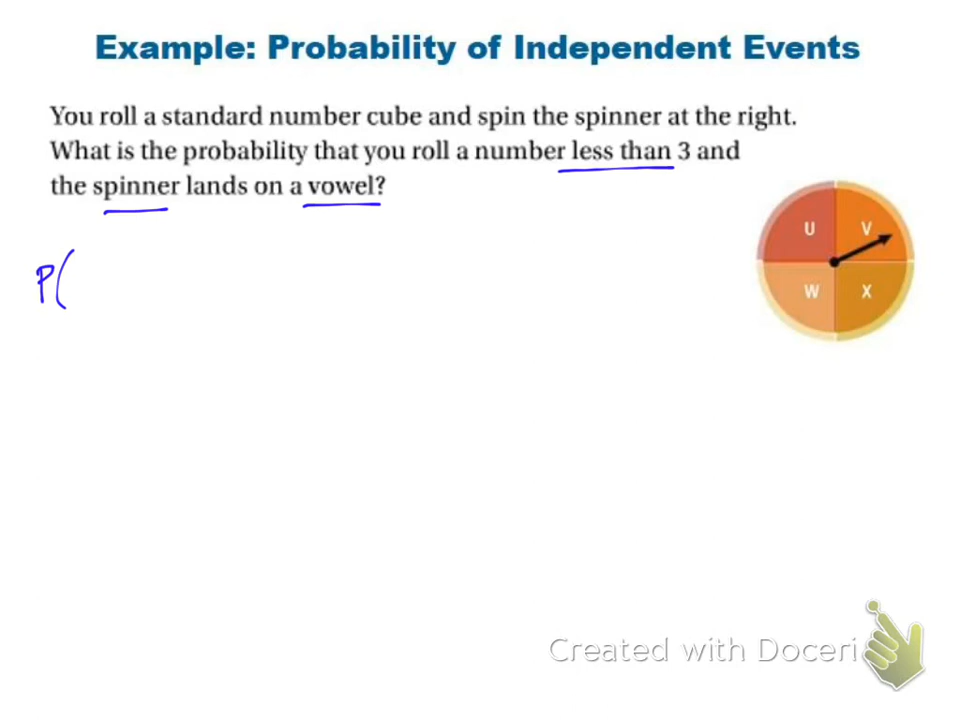 Example: Probability of Independent Events
You roll a standard number cube and spin the spinner at the right.
What is the probability that you roll a number less than 3 and
the spinner lands on a vowel?
U V
W X
P(
Created with Doceri